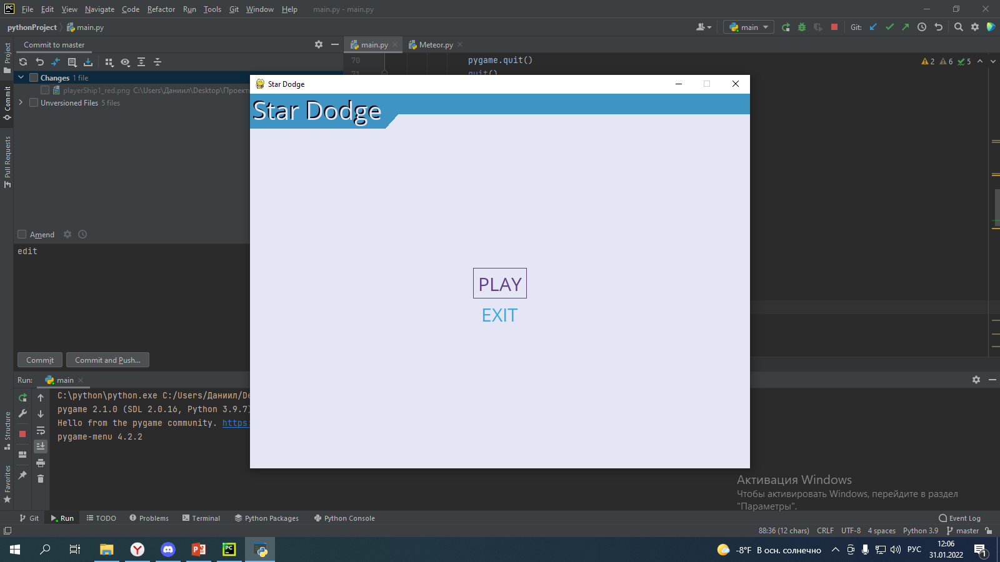 PC File Edit View Navigate Code Refactor Run Tools Git Window Help main.py - main.py
pythonProject main.py
main
Git:
Commit to master
main.py
Meteor.py
Project
Commit
Pull Requests
Structure
Favorites
Changes 1 file
playerShip1_red.png C:\Users\Даниил\Desktop\Проект
Unversioned Files 5 files
70 pygame.quit()
71 quit()
2 6 5
Star Dodge
Star Dodge
PLAY
EXIT
Amend
edit
Commit
Commit and Push...
Run: main
C:\python\python.exe C:/Users/Даниил/De
pygame 2.1.0 (SDL 2.0.16, Python 3.9.7)
Hello from the pygame community. https:
pygame-menu 4.2.2
Активация Windows
Чтобы активировать Windows, перейдите в раздел
"Параметры".
Git Run TODO Problems Terminal Python Packages Python Console Event Log
88:36 (12 chars) CRLF UTF-8 4 spaces Python 3.9 master
-8°F В осн. солнечно РУС 12:06
31.01.2022
1